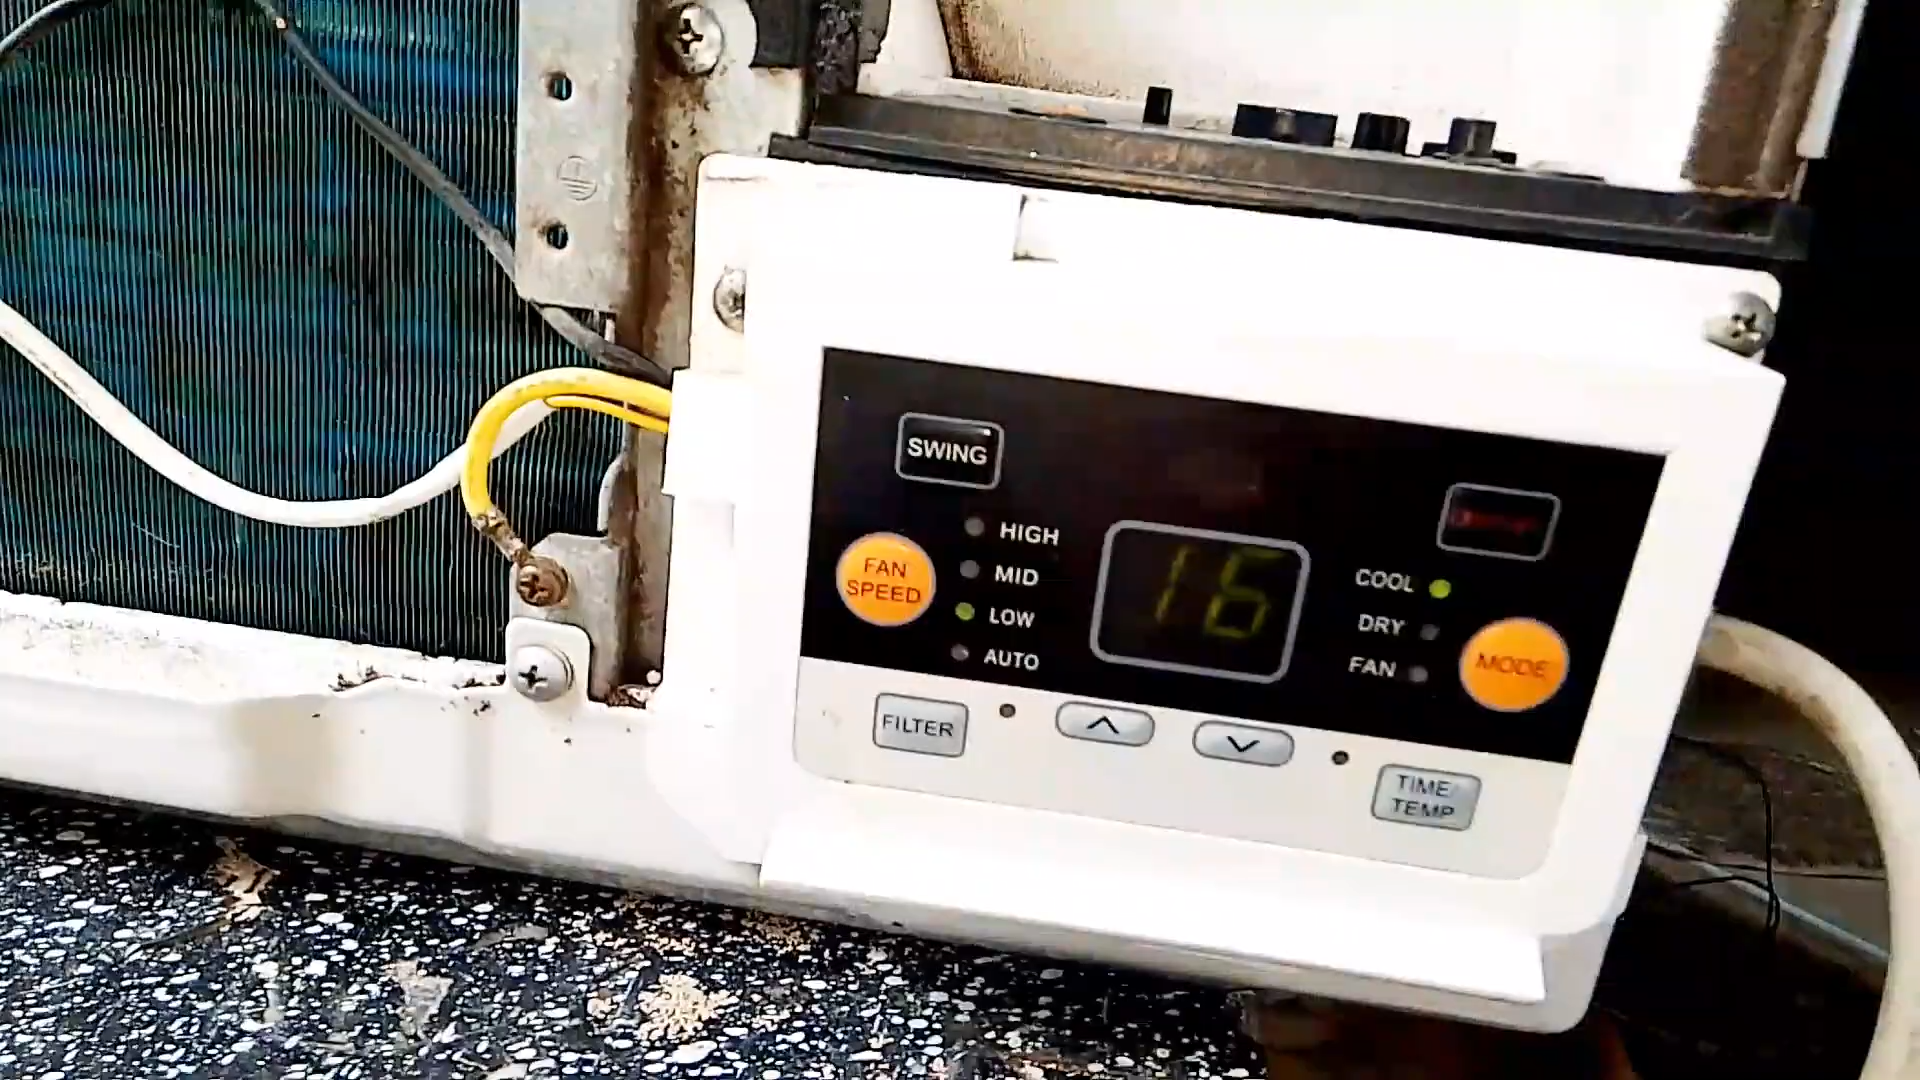 SWING
HIGH
MID
LOW
AUTO
FAN
SPEED
16
COOL
DRY
FAN
MODE
FILTER
TIME/
TEMP